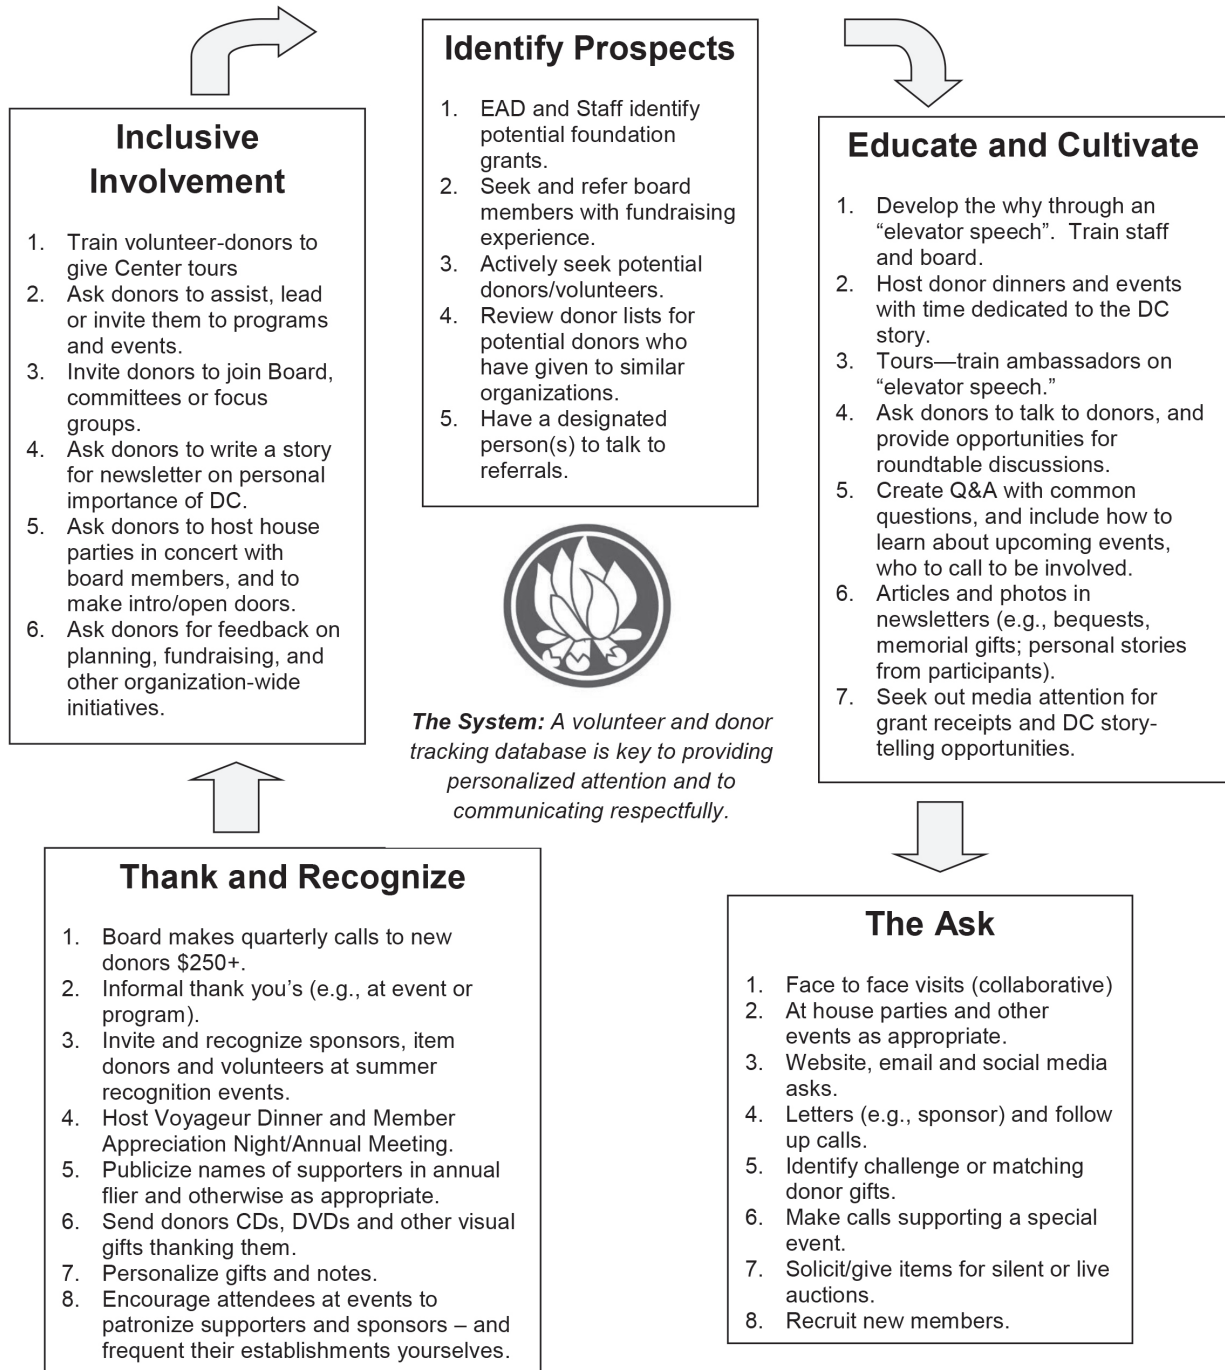 Identify Prospects
1. EAD and Staff identify
potential foundation
grants.
2. Seek and refer board
members with fundraising
experience.
3. Actively seek potential
donors/volunteers.
4. Review donor lists for
potential donors who
have given to similar
organizations.
5. Have a designated
person(s) to talk to
referrals.
Educate and Cultivate
1. Develop the why through an
“elevator speech”.  Train staff
and board.
2. Host donor dinners and events
with time dedicated to the DC
story.
3. Tours—train ambassadors on
“elevator speech.”
4. Ask donors to talk to donors, and
provide opportunities for
roundtable discussions.
5. Create Q&A with common
questions, and include how to
learn about upcoming events,
who to call to be involved.
6. Articles and photos in
newsletters (e.g., bequests,
memorial gifts; personal stories
from participants).
7. Seek out media attention for
grant receipts and DC story-
telling opportunities.
The Ask
1. Face to face visits (collaborative)
2. At house parties and other
events as appropriate.
3. Website, email and social media
asks.
4. Letters (e.g., sponsor) and follow
up calls.
5. Identify challenge or matching
donor gifts.
6. Make calls supporting a special
event.
7. Solicit/give items for silent or live
auctions.
8. Recruit new members.
Thank and Recognize
1. Board makes quarterly calls to new
donors $250+.
2. Informal thank you’s (e.g., at event or
program).
3. Invite and recognize sponsors, item
donors and volunteers at summer
recognition events.
4. Host Voyageur Dinner and Member
Appreciation Night/Annual Meeting.
5. Publicize names of supporters in annual
flier and otherwise as appropriate.
6. Send donors CDs, DVDs and other visual
gifts thanking them.
7. Personalize gifts and notes.
8. Encourage attendees at events to
patronize supporters and sponsors – and
frequent their establishments yourselves.
Inclusive
Involvement
1. Train volunteer-donors to
give Center tours
2. Ask donors to assist, lead
or invite them to programs
and events.
3. Invite donors to join Board,
committees or focus
groups.
4. Ask donors to write a story
for newsletter on personal
importance of DC.
5. Ask donors to host house
parties in concert with
board members, and to
make intro/open doors.
6. Ask donors for feedback on
planning, fundraising, and
other organization-wide
initiatives.
The System: A volunteer and donor
tracking database is key to providing
personalized attention and to
communicating respectfully.